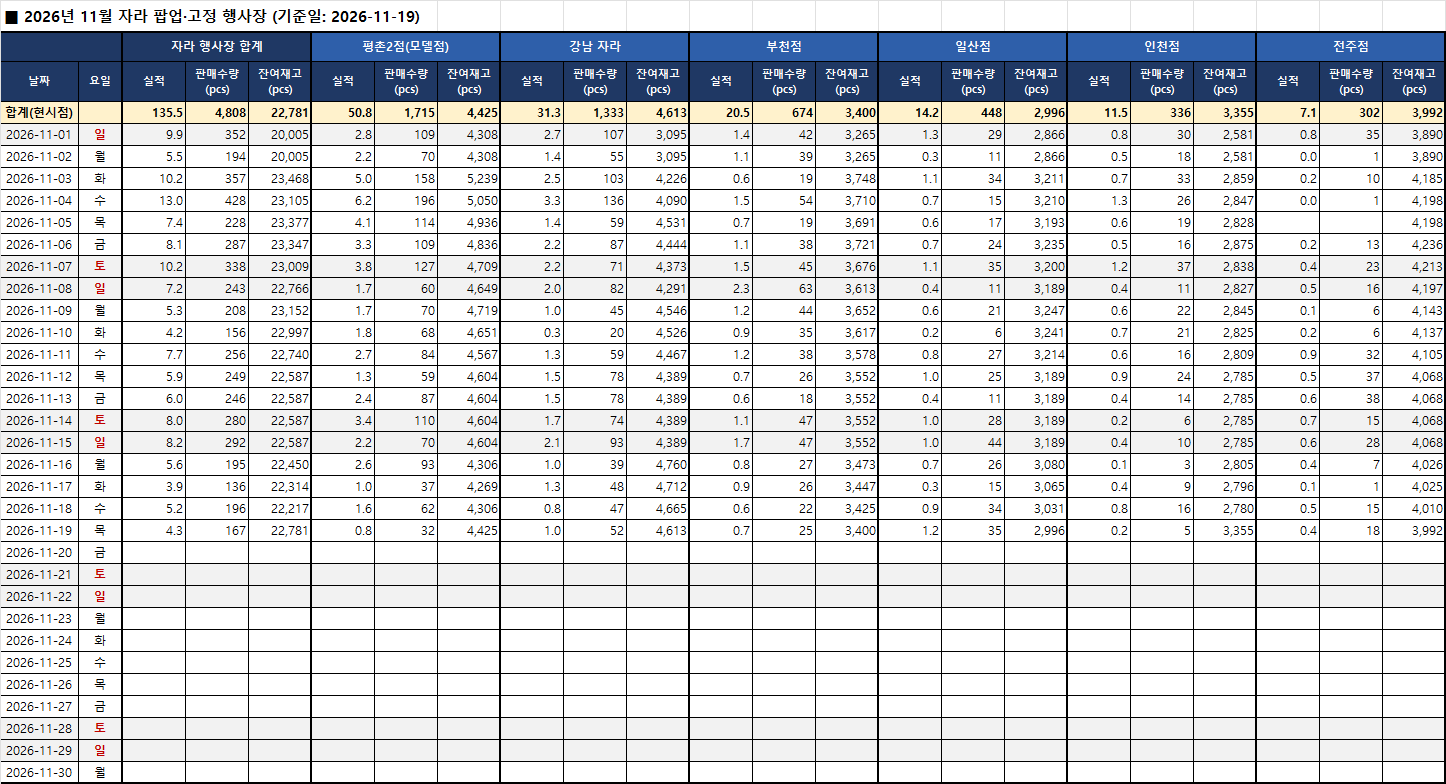 ■ 2026년 11월 자라 팝업·고정 행사장 (기준일: 2026-11-19)
자라 행사장 합계 평촌2점(모델점) 강남 자라 부천점 일산점 인천점 전주점
날짜 요일 실적 판매수량 (pcs) 잔여재고 (pcs) 실적 판매수량 (pcs) 잔여재고 (pcs) 실적 판매수량 (pcs) 잔여재고 (pcs) 실적 판매수량 (pcs) 잔여재고 (pcs) 실적 판매수량 (pcs) 잔여재고 (pcs) 실적 판매수량 (pcs) 잔여재고 (pcs) 실적 판매수량 (pcs) 잔여재고 (pcs)
합계(현시점) 135.5 4,808 22,781 50.8 1,715 4,425 31.3 1,333 4,613 20.5 674 3,400 14.2 448 2,996 11.5 336 3,355 7.1 302 3,992
2026-11-01 일 9.9 352 20,005 2.8 109 4,308 2.7 107 3,095 1.4 42 3,265 1.3 29 2,866 0.8 30 2,581 0.8 35 3,890
2026-11-02 월 5.5 194 20,005 2.2 70 4,308 1.4 55 3,095 1.1 39 3,265 0.3 11 2,866 0.5 18 2,581 0.0 1 3,890
2026-11-03 화 10.2 357 23,468 5.0 158 5,239 2.5 103 4,226 0.6 19 3,748 1.1 34 3,211 0.7 33 2,859 0.2 10 4,185
2026-11-04 수 13.0 428 23,105 6.2 196 5,050 3.3 136 4,090 1.5 54 3,710 0.7 15 3,210 1.3 26 2,847 0.0 1 4,198
2026-11-05 목 7.4 228 23,377 4.1 114 4,936 1.4 59 4,531 0.7 19 3,691 0.6 17 3,193 0.6 19 2,828 4,198
2026-11-06 금 8.1 287 23,347 3.3 109 4,836 2.2 87 4,444 1.1 38 3,721 0.7 24 3,235 0.5 16 2,875 0.2 13 4,236
2026-11-07 토 10.2 338 23,009 3.8 127 4,709 2.2 71 4,373 1.5 45 3,676 1.1 35 3,200 1.2 37 2,838 0.4 23 4,213
2026-11-08 일 7.2 243 22,766 1.7 60 4,649 2.0 82 4,291 2.3 63 3,613 0.4 11 3,189 0.4 11 2,827 0.5 16 4,197
2026-11-09 월 5.3 208 23,152 1.7 70 4,719 1.0 45 4,546 1.2 44 3,652 0.6 21 3,247 0.6 22 2,845 0.1 6 4,143
2026-11-10 화 4.2 156 22,997 1.8 68 4,651 0.3 20 4,526 0.9 35 3,617 0.2 6 3,241 0.7 21 2,825 0.2 6 4,137
2026-11-11 수 7.7 256 22,740 2.7 84 4,567 1.3 59 4,467 1.2 38 3,578 0.8 27 3,214 0.6 16 2,809 0.9 32 4,105
2026-11-12 목 5.9 249 22,587 1.3 59 4,604 1.5 78 4,389 0.7 26 3,552 1.0 25 3,189 0.9 24 2,785 0.5 37 4,068
2026-11-13 금 6.0 246 22,587 2.4 87 4,604 1.5 78 4,389 0.6 18 3,552 0.4 11 3,189 0.4 14 2,785 0.6 38 4,068
2026-11-14 토 8.0 280 22,587 3.4 110 4,604 1.7 74 4,389 1.1 47 3,552 1.0 28 3,189 0.2 6 2,785 0.7 15 4,068
2026-11-15 일 8.2 292 22,587 2.2 70 4,604 2.1 93 4,389 1.7 47 3,552 1.0 44 3,189 0.4 10 2,785 0.6 28 4,068
2026-11-16 월 5.6 195 22,450 2.6 93 4,306 1.0 39 4,760 0.8 27 3,473 0.7 26 3,080 0.1 3 2,805 0.4 7 4,026
2026-11-17 화 3.9 136 22,314 1.0 37 4,269 1.3 48 4,712 0.9 26 3,447 0.3 15 3,065 0.4 9 2,796 0.1 1 4,025
2026-11-18 수 5.2 196 22,217 1.6 62 4,306 0.8 47 4,665 0.6 22 3,425 0.9 34 3,031 0.8 16 2,780 0.5 15 4,010
2026-11-19 목 4.3 167 22,781 0.8 32 4,425 1.0 52 4,613 0.7 25 3,400 1.2 35 2,996 0.2 5 3,355 0.4 18 3,992
2026-11-20 금
2026-11-21 토
2026-11-22 일
2026-11-23 월
2026-11-24 화
2026-11-25 수
2026-11-26 목
2026-11-27 금
2026-11-28 토
2026-11-29 일
2026-11-30 월